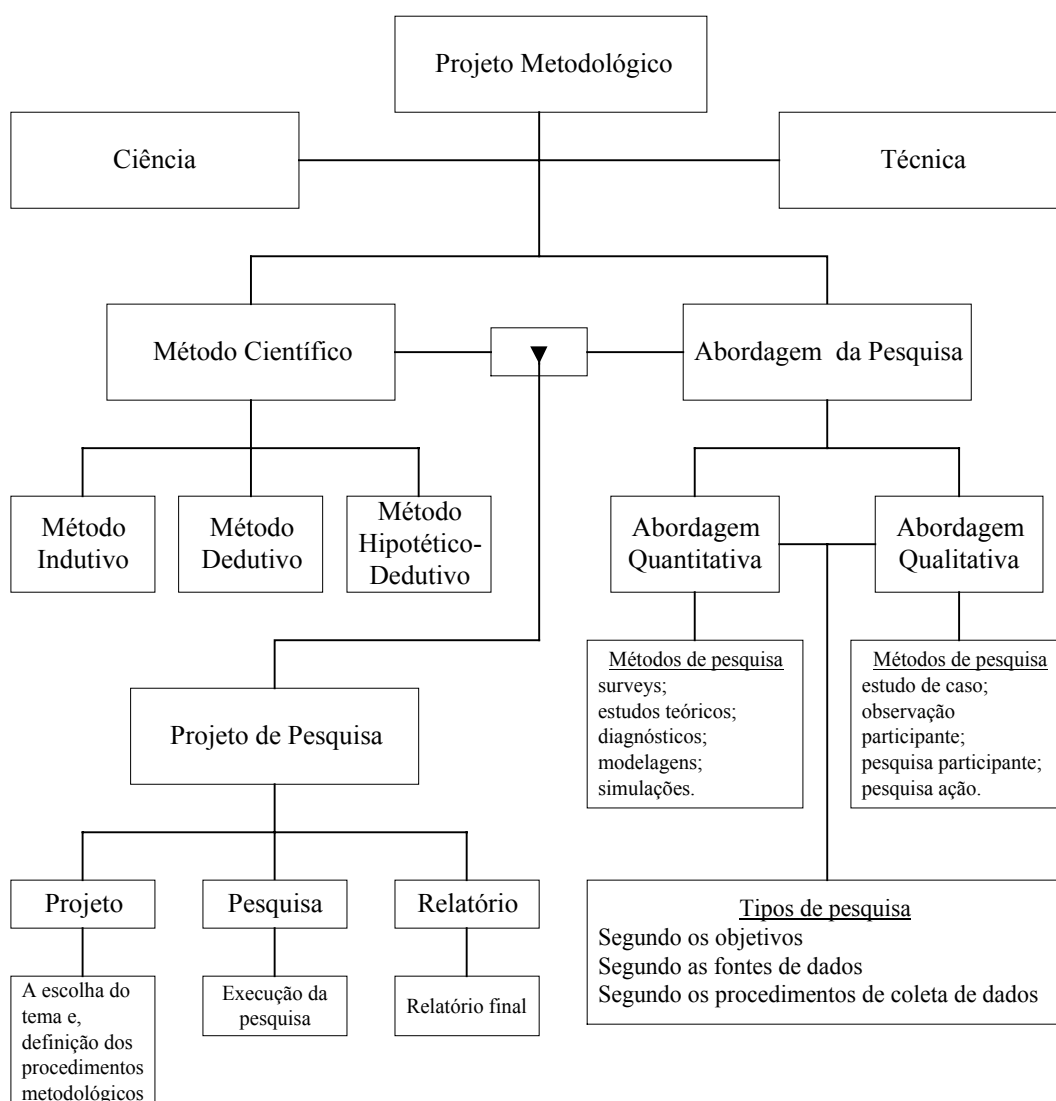 Projeto Metodológico
Ciência
Técnica
Método Científico
Abordagem da Pesquisa
Método
Indutivo
Método
Dedutivo
Método
Hipotético-
Dedutivo
Abordagem
Quantitativa
Abordagem
Qualitativa
Métodos de pesquisa
surveys;
estudos teóricos;
diagnósticos;
modelagens;
simulações.
Métodos de pesquisa
estudo de caso;
observação
participante;
pesquisa participante;
pesquisa ação.
Projeto de Pesquisa
Projeto
Pesquisa
Relatório
A escolha do
tema e,
definição dos
procedimentos
metodológicos
Execução da
pesquisa
Relatório final
Tipos de pesquisa
Segundo os objetivos
Segundo as fontes de dados
Segundo os procedimentos de coleta de dados